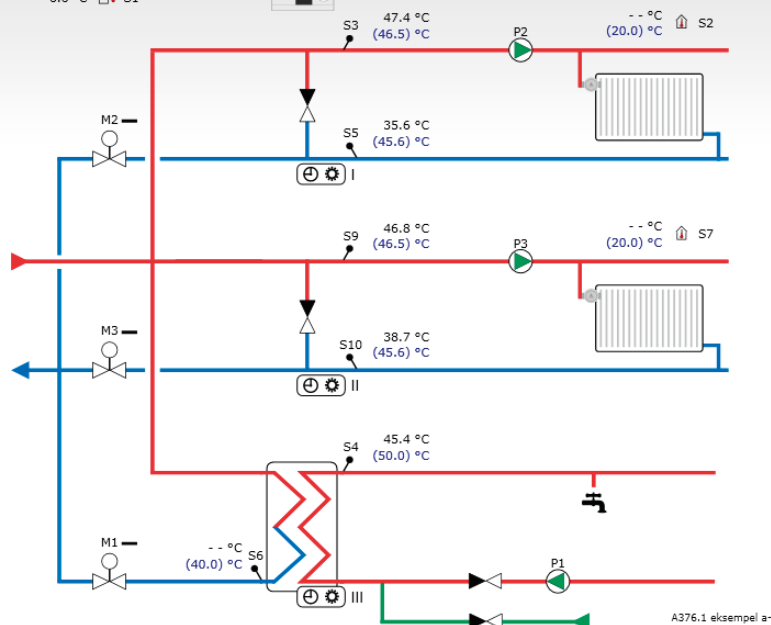 S3
47.4 °C
(46.5) °C
P2
- - °C
(20.0) °C
S2
M2
S5
35.6 °C
(45.6) °C
I
S9
46.8 °C
(46.5) °C
P3
- - °C
(20.0) °C
S7
M3
S10
38.7 °C
(45.6) °C
II
S4
45.4 °C
(50.0) °C
M1
- - °C
(40.0) °C
S6
P1
III
A376.1 eksempel a-